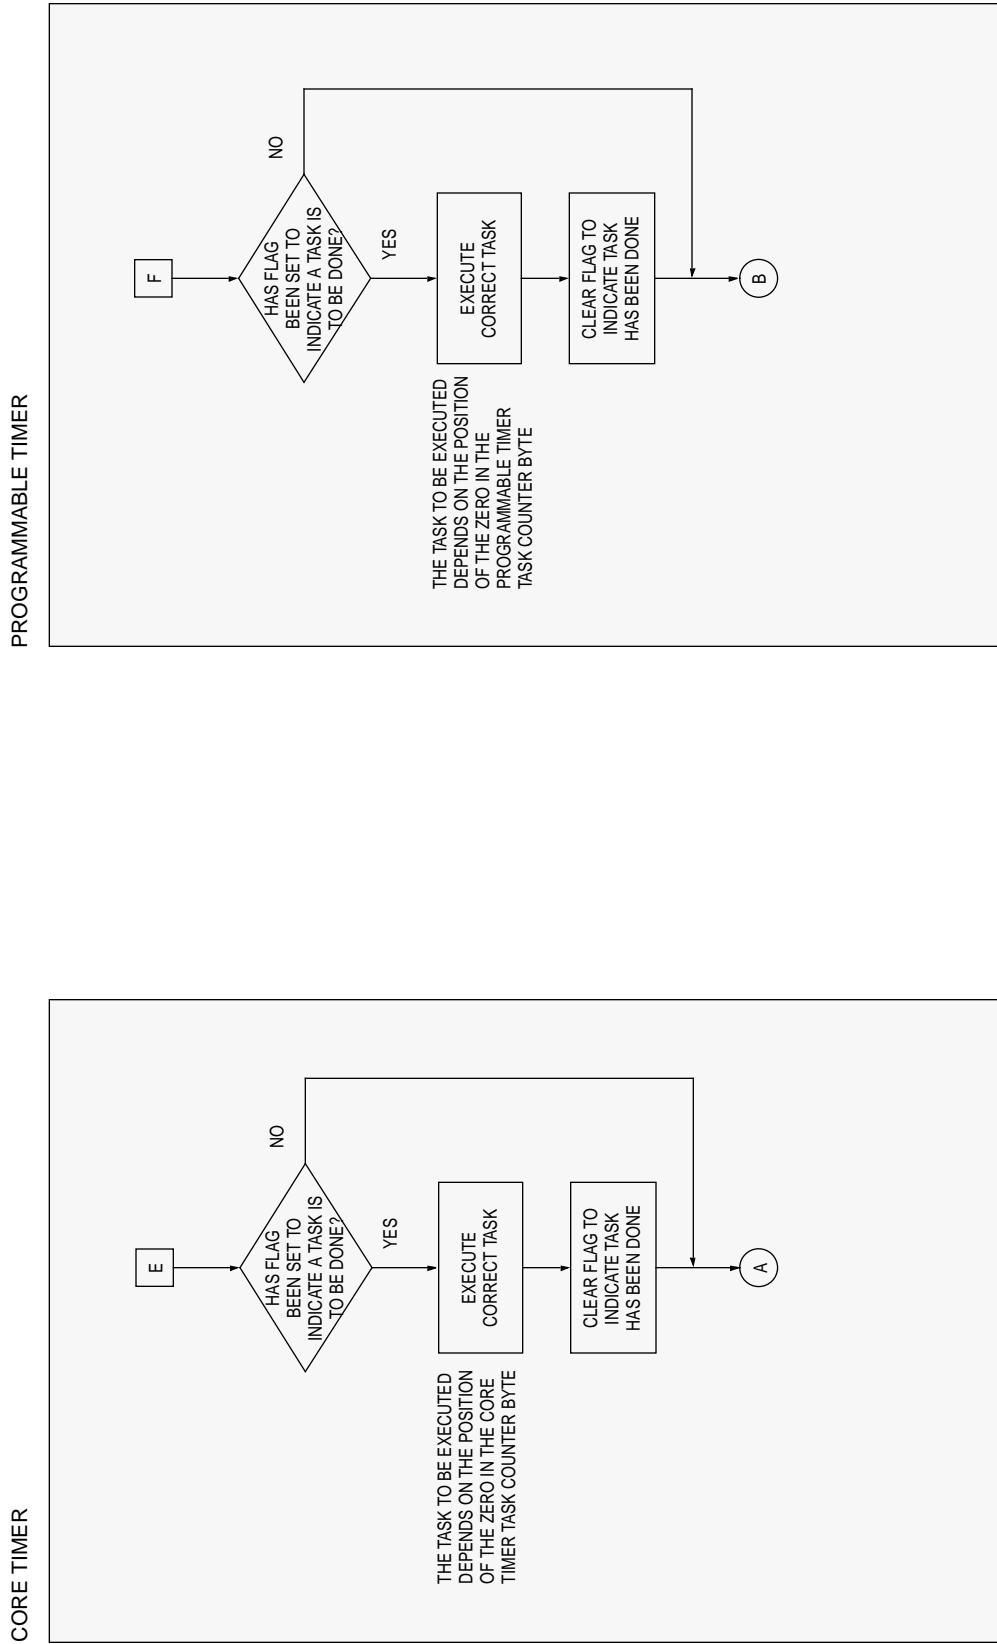 CORE TIMER
E
HAS FLAG
BEEN SET TO
INDICATE A TASK IS
TO BE DONE?
NO
YES
THE TASK TO BE EXECUTED
DEPENDS ON THE POSITION
OF THE ZERO IN THE CORE
TIMER TASK COUNTER BYTE
EXECUTE
CORRECT TASK
CLEAR FLAG TO
INDICATE TASK
HAS BEEN DONE
A
PROGRAMMABLE TIMER
F
HAS FLAG
BEEN SET TO
INDICATE A TASK IS
TO BE DONE?
NO
YES
THE TASK TO BE EXECUTED
DEPENDS ON THE POSITION
OF THE ZERO IN THE
PROGRAMMABLE TIMER
TASK COUNTER BYTE
EXECUTE
CORRECT TASK
CLEAR FLAG TO
INDICATE TASK
HAS BEEN DONE
B